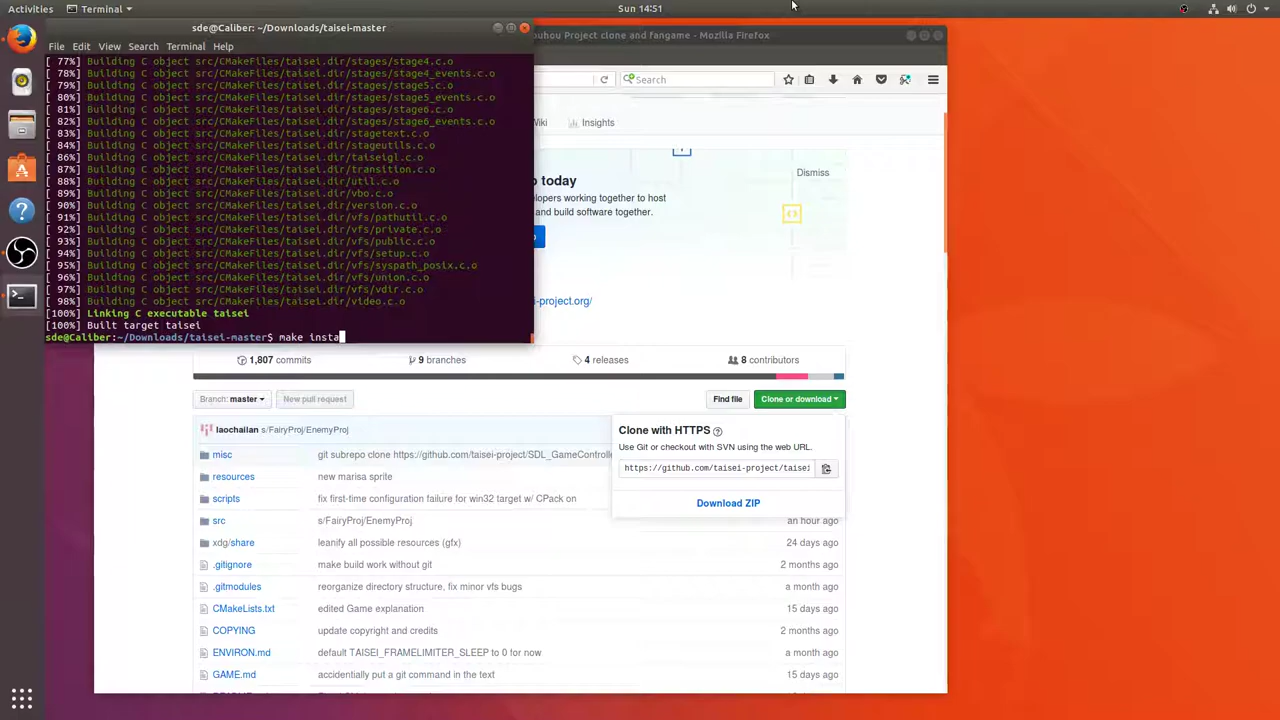 Activities
Terminal
Sun 14:51
sde@Caliber: ~/Downloads/taisei-master
File Edit View Search Terminal Help
[ 77%] Building C object src/CMakeFiles/taisei.dir/stages/stage4.c.o
[ 78%] Building C object src/CMakeFiles/taisei.dir/stages/stage4_events.c.o
[ 79%] Building C object src/CMakeFiles/taisei.dir/stages/stage5.c.o
[ 80%] Building C object src/CMakeFiles/taisei.dir/stages/stage5_events.c.o
[ 81%] Building C object src/CMakeFiles/taisei.dir/stages/stage6.c.o
[ 82%] Building C object src/CMakeFiles/taisei.dir/stages/stage6_events.c.o
[ 83%] Building C object src/CMakeFiles/taisei.dir/stagetext.c.o
[ 84%] Building C object src/CMakeFiles/taisei.dir/stageutils.c.o
[ 86%] Building C object src/CMakeFiles/taisei.dir/taiseigl.c.o
[ 87%] Building C object src/CMakeFiles/taisei.dir/transition.c.o
[ 88%] Building C object src/CMakeFiles/taisei.dir/util.c.o
[ 89%] Building C object src/CMakeFiles/taisei.dir/vbo.c.o
[ 90%] Building C object src/CMakeFiles/taisei.dir/version.c.o
[ 91%] Building C object src/CMakeFiles/taisei.dir/vfs/pathutil.c.o
[ 92%] Building C object src/CMakeFiles/taisei.dir/vfs/private.c.o
[ 93%] Building C object src/CMakeFiles/taisei.dir/vfs/public.c.o
[ 94%] Building C object src/CMakeFiles/taisei.dir/vfs/setup.c.o
[ 95%] Building C object src/CMakeFiles/taisei.dir/vfs/syspath_posix.c.o
[ 96%] Building C object src/CMakeFiles/taisei.dir/vfs/union.c.o
[ 97%] Building C object src/CMakeFiles/taisei.dir/vfs/vdir.c.o
[ 98%] Building C object src/CMakeFiles/taisei.dir/video.c.o
[100%] Linking C executable taisei
[100%] Built target taisei
sde@Caliber:~/Downloads/taisei-master$ make insta
ouhou Project clone and fangame - Mozilla Firefox
Search
Wiki
Insights
Dismiss
today
elopers working together to host
and build software together.
-project.org/
1,807 commits
9 branches
4 releases
8 contributors
Branch: master
New pull request
Find file
Clone or download
laochailan s/FairyProj/EnemyProj
Clone with HTTPS
Use Git or checkout with SVN using the web URL.
https://github.com/taisei-project/taisei
Download ZIP
misc git subrepo clone https://github.com/taisei-project/SDL_GameControlle
resources new marisa sprite
scripts fix first-time configuration failure for win32 target w/ CPack on
src s/FairyProj/EnemyProj an hour ago
xdg/share leanify all possible resources (gfx) 24 days ago
.gitignore make build work without git 2 months ago
.gitmodules reorganize directory structure, fix minor vfs bugs a month ago
CMakeLists.txt edited Game explanation 15 days ago
COPYING update copyright and credits 2 months ago
ENVIRON.md default TAISEI_FRAMELIMITER_SLEEP to 0 for now a month ago
GAME.md accidentally put a git command in the text 15 days ago